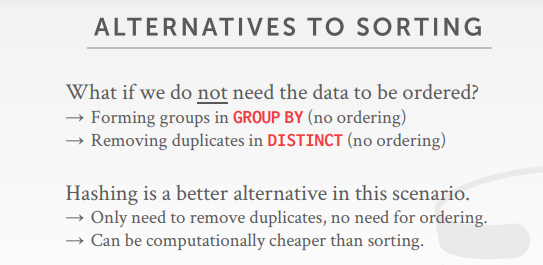 ALTERNATIVES TO SORTING
What if we do not need the data to be ordered?
→ Forming groups in GROUP BY (no ordering)
→ Removing duplicates in DISTINCT (no ordering)
Hashing is a better alternative in this scenario.
→ Only need to remove duplicates, no need for ordering.
→ Can be computationally cheaper than sorting.